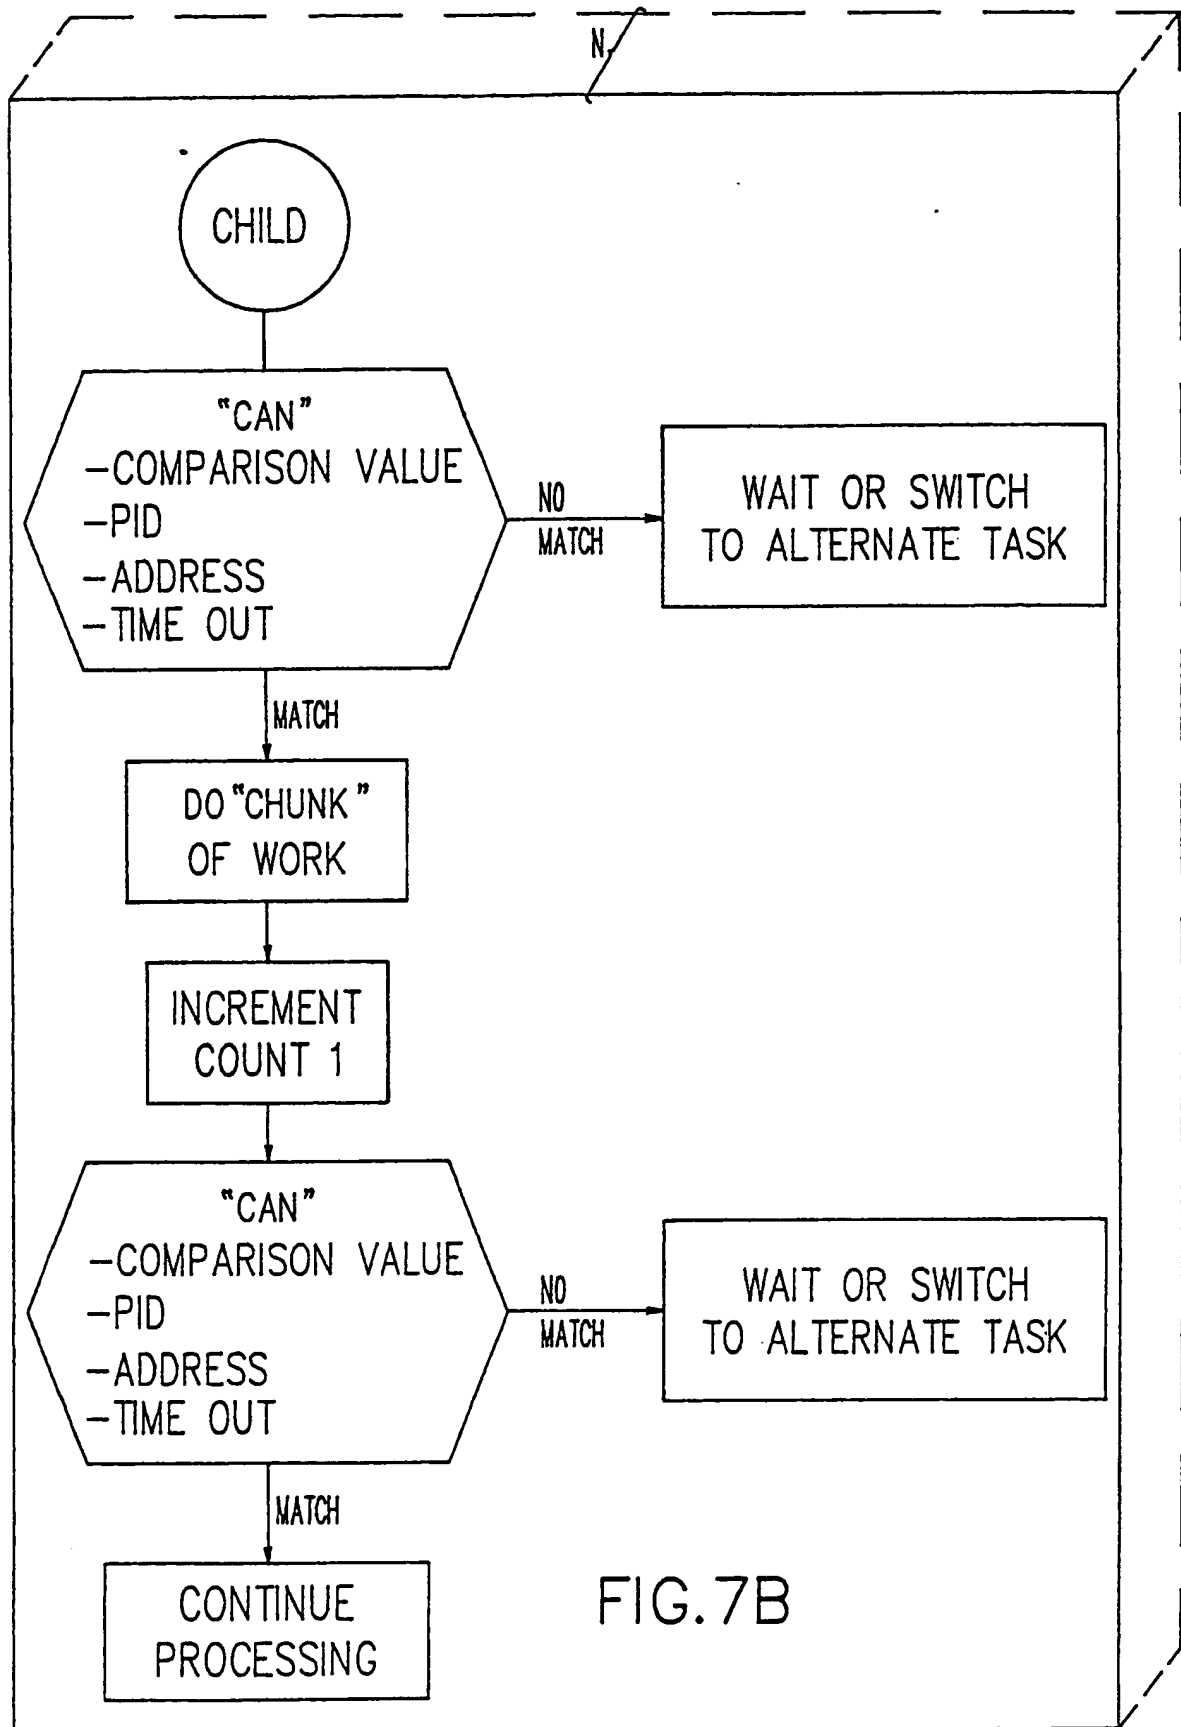 N
CHILD
"CAN"
-COMPARISON VALUE
-PID
-ADDRESS
-TIME OUT
NO
MATCH
WAIT OR SWITCH
TO ALTERNATE TASK
MATCH
DO "CHUNK"
OF WORK
INCREMENT
COUNT 1
"CAN"
-COMPARISON VALUE
-PID
-ADDRESS
-TIME OUT
NO
MATCH
WAIT OR SWITCH
TO ALTERNATE TASK
MATCH
CONTINUE
PROCESSING
FIG.7B